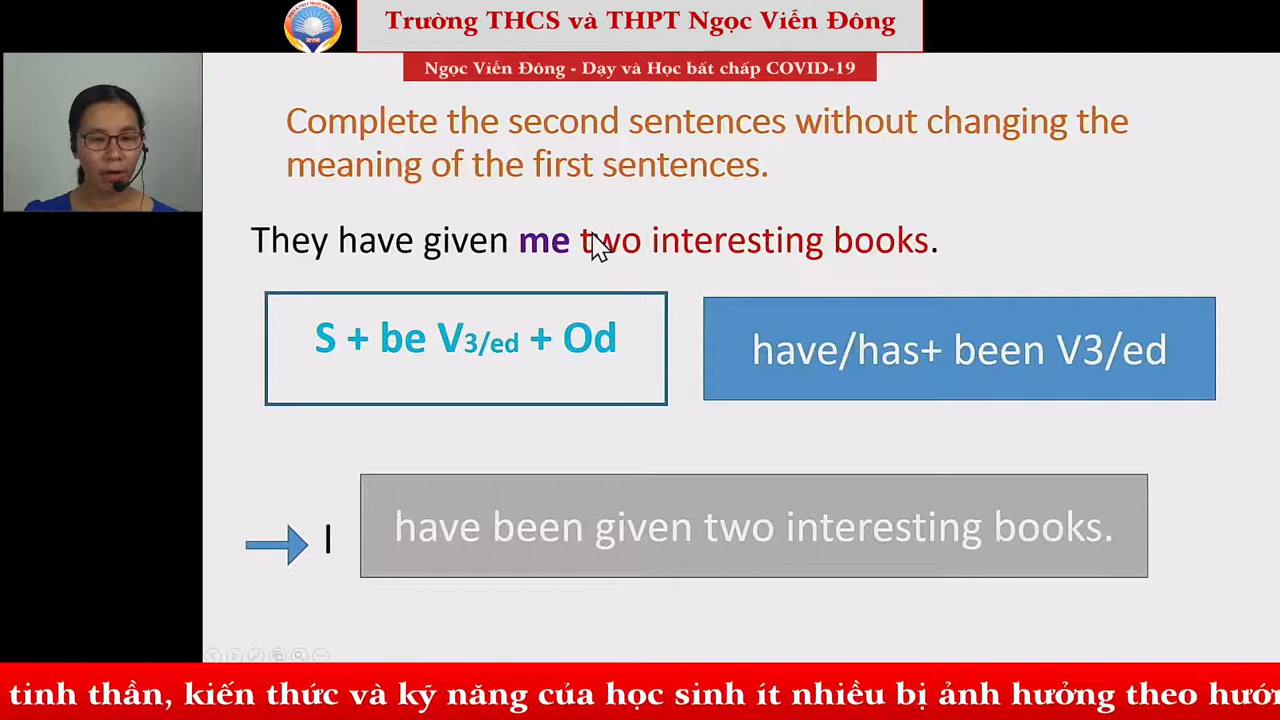 Trường THCS và THPT Ngọc Viễn Đông
Ngọc Viễn Đông - Dạy và Học bất chấp COVID-19
Complete the second sentences without changing the
meaning of the first sentences.
They have given me two interesting books.
S + be V3/ed + Od
have/has+ been V3/ed
I
have been given two interesting books.
tinh thần, kiến thức và kỹ năng của học sinh ít nhiều bị ảnh hưởng theo hướn